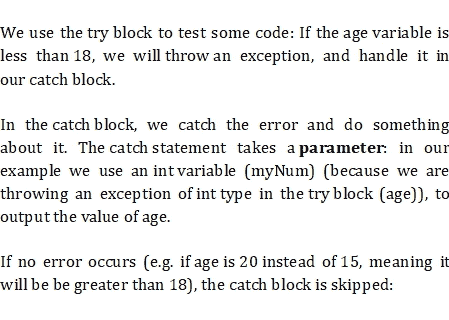 We use the try block to test some code: If the age variable is
less than 18, we will throw an exception, and handle it in
our catch block.
In the catch block, we catch the error and do something
about it. The catch statement takes a parameter: in our
example we use an int variable (myNum) (because we are
throwing an exception of int type in the try block (age)), to
output the value of age.
If no error occurs (e.g. if age is 20 instead of 15, meaning it
will be be greater than 18), the catch block is skipped: